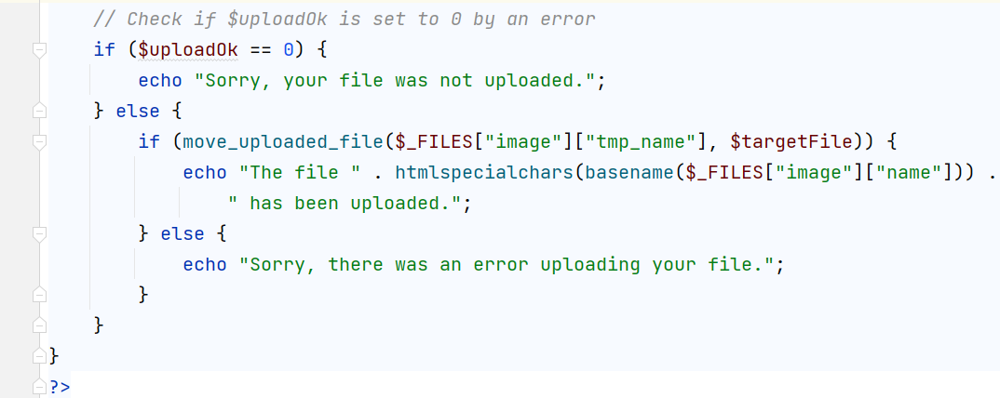 // Check if $uploadOk is set to 0 by an error
if ($uploadOk == 0) {
echo "Sorry, your file was not uploaded.";
} else {
if (move_uploaded_file($_FILES["image"]["tmp_name"], $targetFile)) {
echo "The file " . htmlspecialchars(basename($_FILES["image"]["name"])) .
" has been uploaded.";
} else {
echo "Sorry, there was an error uploading your file.";
}
}
}
?>